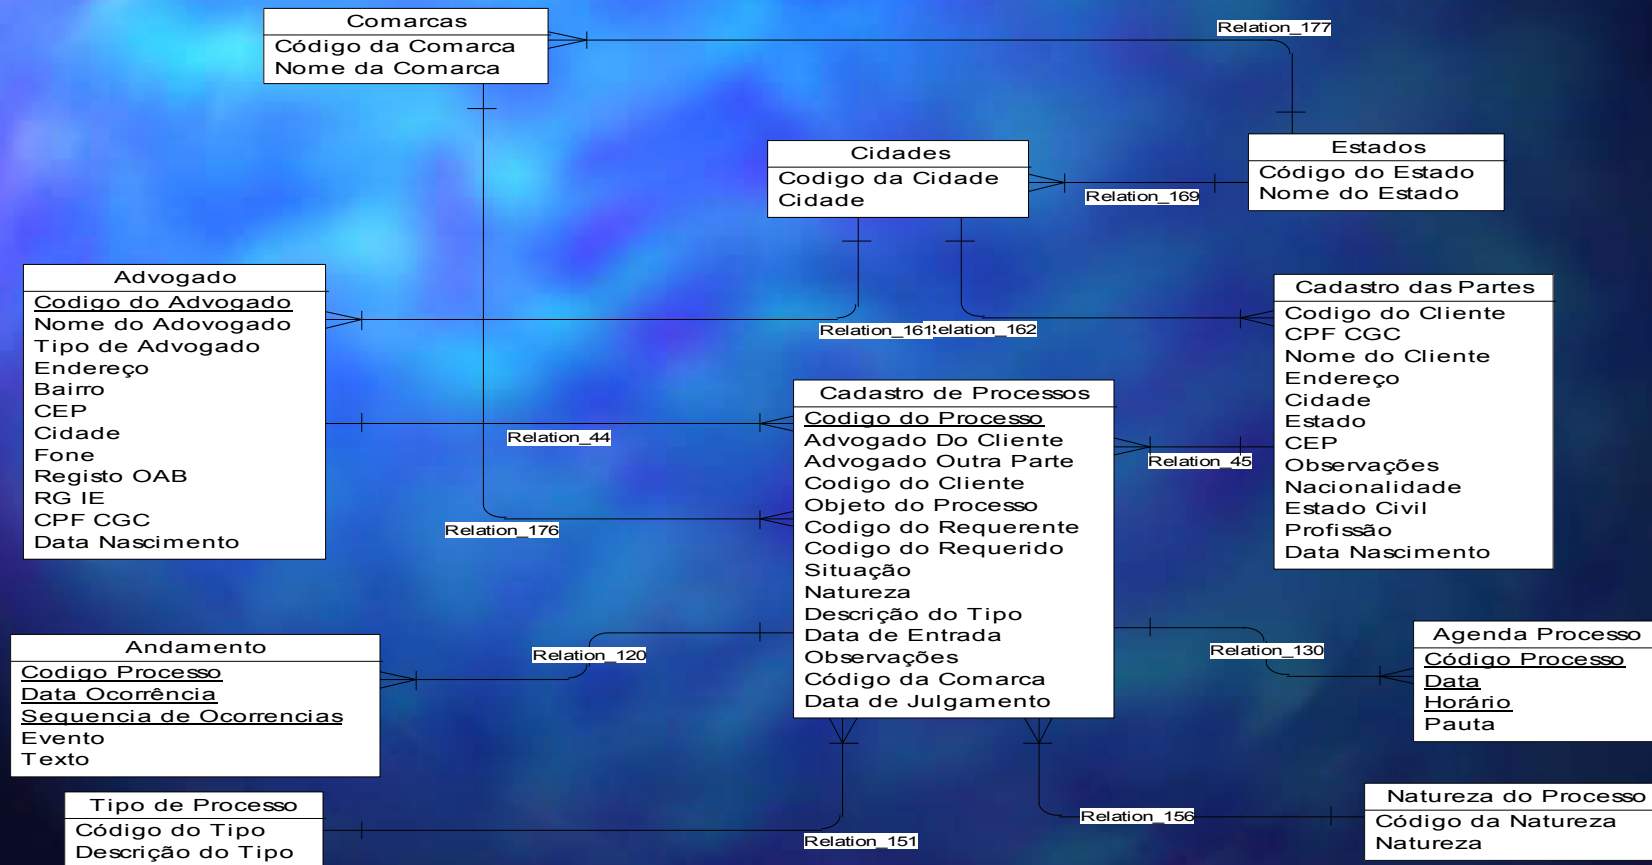 Comarcas
Código da Comarca
Nome da Comarca
Relation_177
Cidades
Codigo da Cidade
Cidade
Relation_169
Estados
Código do Estado
Nome do Estado
Advogado
Codigo do Advogado
Nome do Adovogado
Tipo de Advogado
Endereço
Bairro
CEP
Cidade
Fone
Registo OAB
RG IE
CPF CGC
Data Nascimento
Relation_161
Relation_162
Cadastro das Partes
Codigo do Cliente
CPF CGC
Nome do Cliente
Endereço
Cidade
Estado
CEP
Observações
Nacionalidade
Estado Civil
Profissão
Data Nascimento
Relation_44
Relation_176
Cadastro de Processos
Codigo do Processo
Advogado Do Cliente
Advogado Outra Parte
Codigo do Cliente
Objeto do Processo
Codigo do Requerente
Codigo do Requerido
Situação
Natureza
Descrição do Tipo
Data de Entrada
Observações
Código da Comarca
Data de Julgamento
Relation_45
Andamento
Codigo Processo
Data Ocorrência
Sequencia de Ocorrencias
Evento
Texto
Relation_120
Relation_130
Agenda Processo
Código Processo
Data
Horário
Pauta
Tipo de Processo
Código do Tipo
Descrição do Tipo
Relation_151
Relation_156
Natureza do Processo
Código da Natureza
Natureza